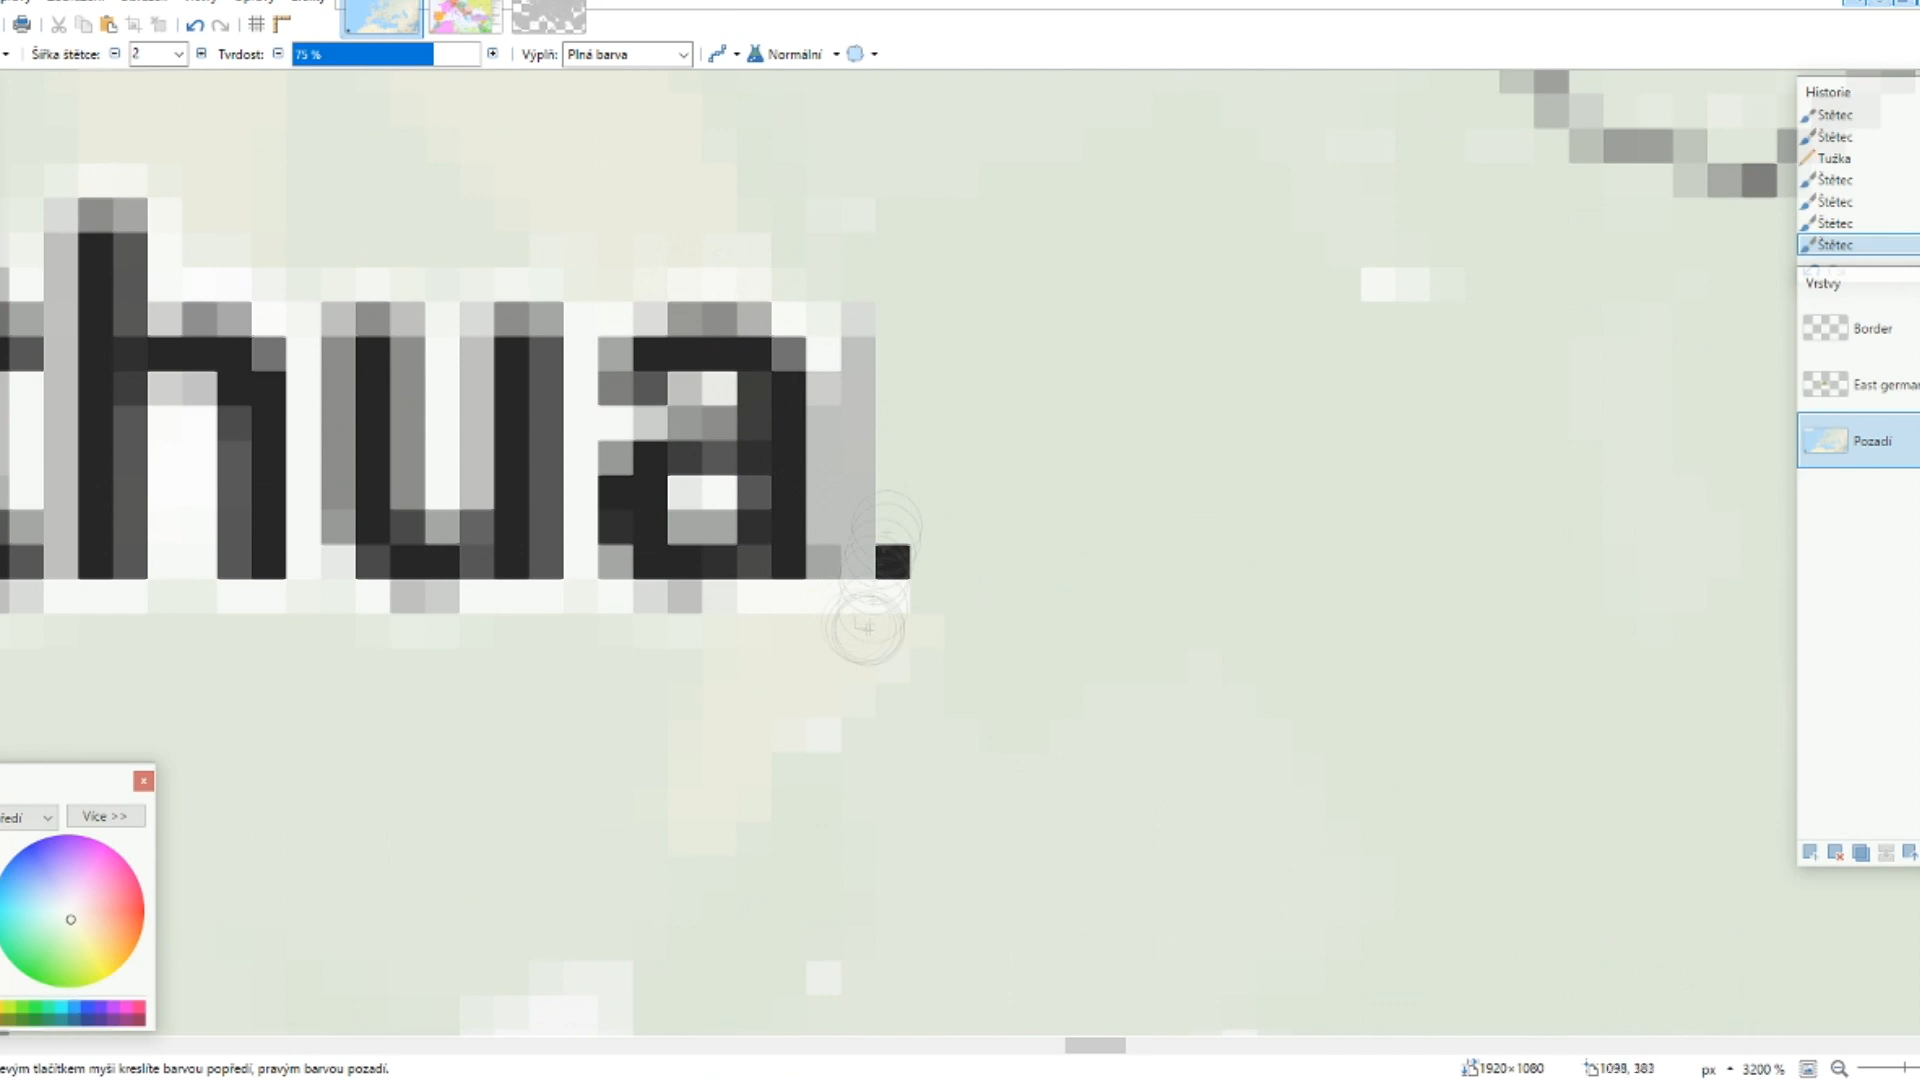 Šířka štětce: 2 Tvrdost: 75 % Výplň: Plná barva Normální
Historie
Štětec
Štětec
Tužka
Štětec
Štětec
Štětec
Štětec
Vrstvy
Border
East germa
Pozadí
hua.
ředí Více >>
evým tlačítkem myši kreslíte barvou popředí, pravým barvou pozadí.
1920×1080 1098, 383 px 3200 %